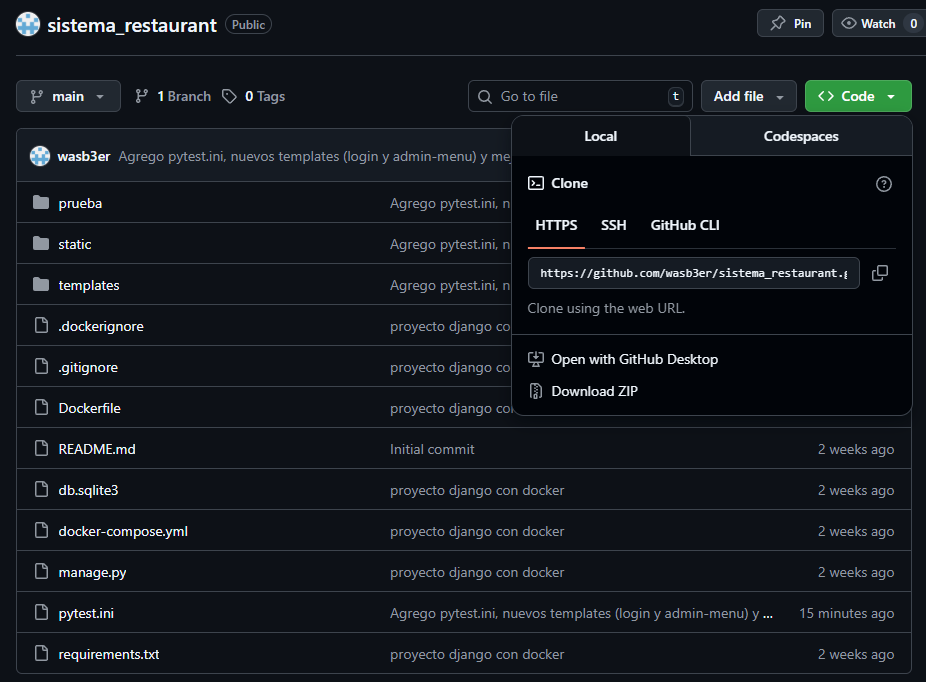 sistema_restaurant Public Pin Watch 0
main 1 Branch 0 Tags Go to file t Add file <> Code
Local Codespaces
wasb3er Agrego pytest.ini, nuevos templates (login y admin-menu) y me
Clone
prueba Agrego pytest.ini, n
HTTPS SSH GitHub CLI
static Agrego pytest.ini, n
https://github.com/wasb3er/sistema_restaurant.g
templates Agrego pytest.ini, n
Clone using the web URL.
.dockerignore proyecto django co
Open with GitHub Desktop
.gitignore proyecto django co
Download ZIP
Dockerfile proyecto django co
README.md Initial commit 2 weeks ago
db.sqlite3 proyecto django con docker 2 weeks ago
docker-compose.yml proyecto django con docker 2 weeks ago
manage.py proyecto django con docker 2 weeks ago
pytest.ini Agrego pytest.ini, nuevos templates (login y admin-menu) y ... 15 minutes ago
requirements.txt proyecto django con docker 2 weeks ago